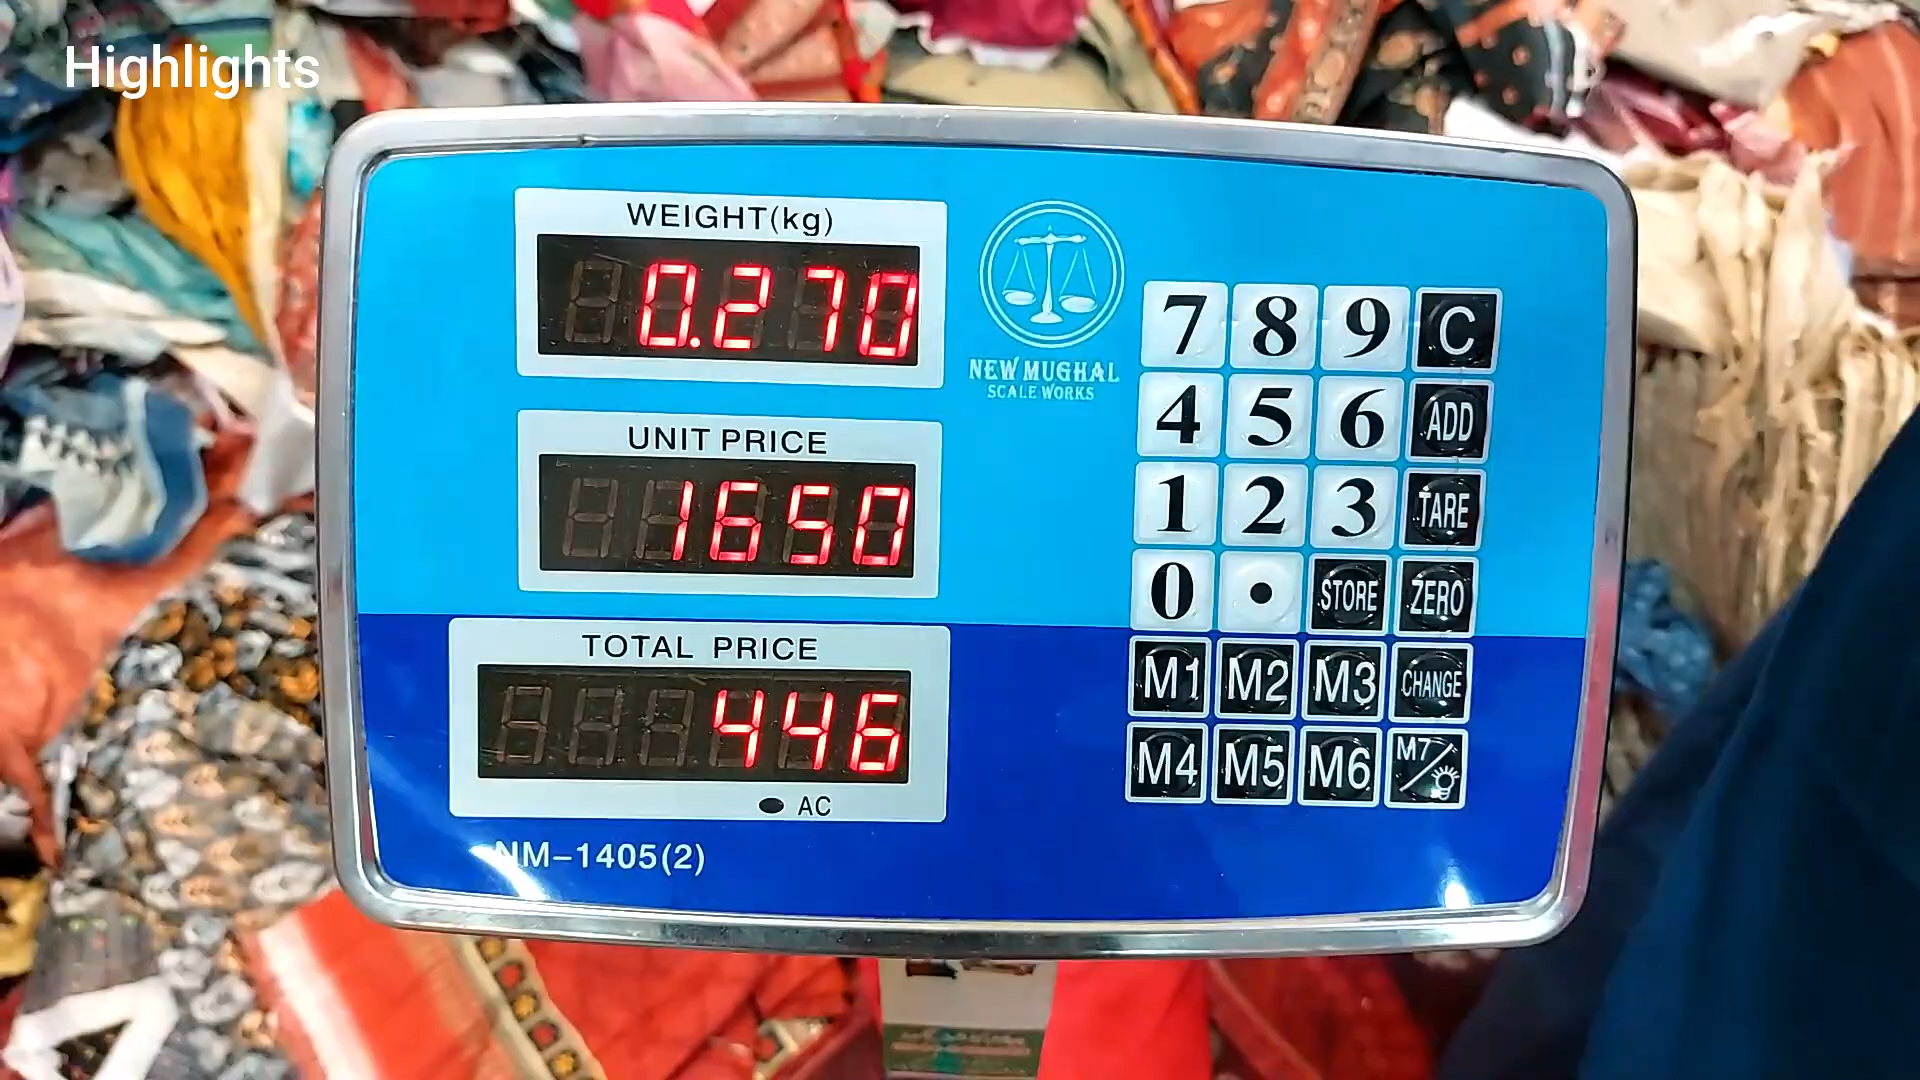 Highlights
WEIGHT(kg)
0.270
NEW MUGHAL
SCALE WORKS
UNIT PRICE
1650
TOTAL PRICE
446
AC
NM-1405(2)
7 8 9 C
4 5 6 ADD
1 2 3 TARE
0 . STORE ZERO
M1 M2 M3 CHANGE
M4 M5 M6 M7/